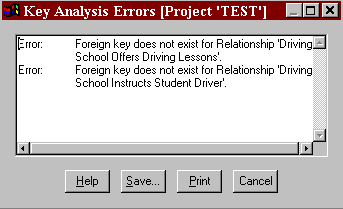 Key Analysis Errors [Project 'TEST']
Error: Foreign key does not exist for Relationship 'Driving
School Offers Driving Lessons'.
Error: Foreign key does not exist for Relationship 'Driving
School Instructs Student Driver'.
Help Save... Print Cancel